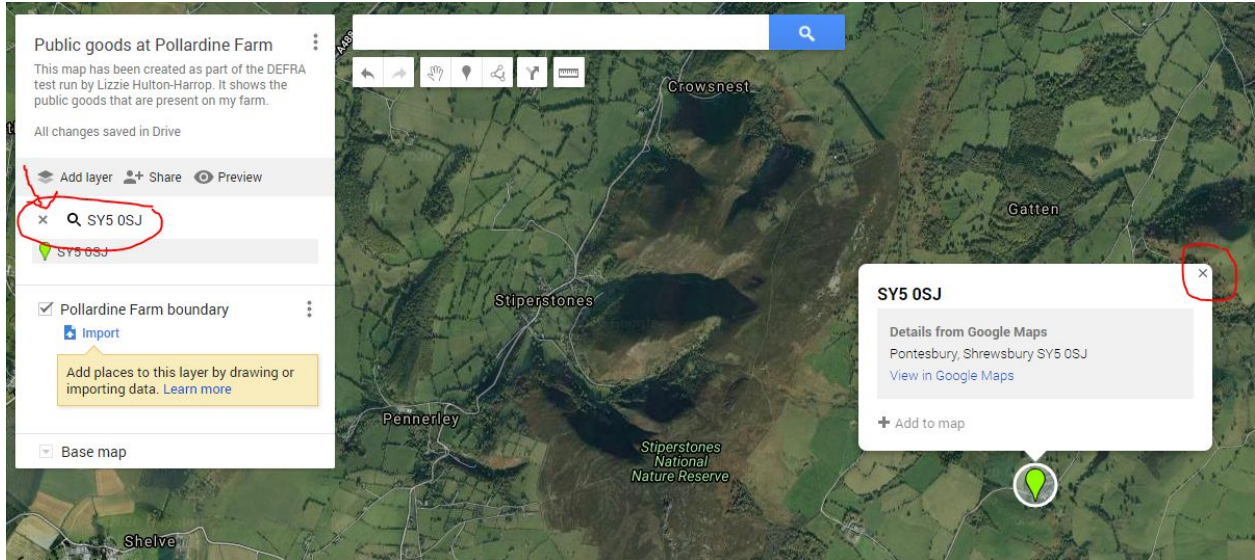 Public goods at Pollardine Farm
This map has been created as part of the DEFRA
test run by Lizzie Hulton-Harrop. It shows the
public goods that are present on my farm.
All changes saved in Drive
Add layer Share Preview
SY5 0SJ
SY5 0SJ
Pollardine Farm boundary
Import
Add places to this layer by drawing or
importing data. Learn more
Base map
A488
Crowsnest
Gatten
Stiperstones
SY5 0SJ
Details from Google Maps
Pontesbury, Shrewsbury SY5 0SJ
View in Google Maps
Add to map
Pennerley
Stiperstones
National
Nature Reserve
Shelve